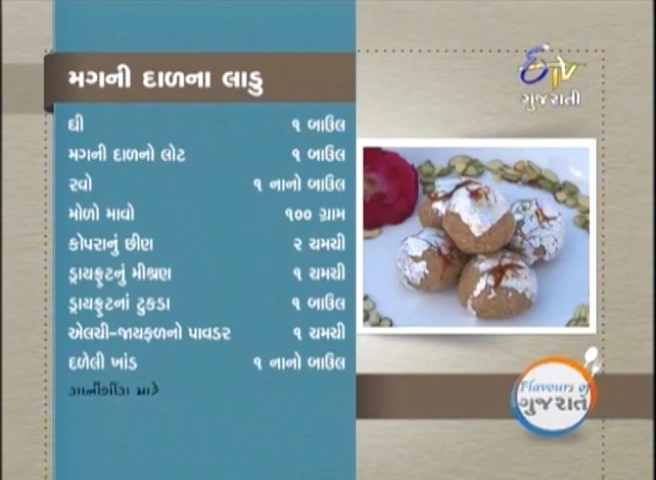 મગની દાળના લાડુ
ઘી ૧ બાઉલ
મગની દાળનો લોટ ૧ બાઉલ
રવો ૧ નાનો બાઉલ
મોળો માવો ૧૦૦ ગ્રામ
કોપરાનું છીણ ૨ ચમચી
ડ્રાયફ્રુટનું મીશ્રણ ૧ ચમચી
ડ્રાયફ્રુટનાં ટુકડા ૧ બાઉલ
એલચી-જાયફળનો પાવડર ૧ ચમચી
દળેલી ખાંડ ૧ નાનો બાઉલ
ગાર્નીશીંગ માટે
ETV
ગુજરાતી
Flavours of
ગુજરાત